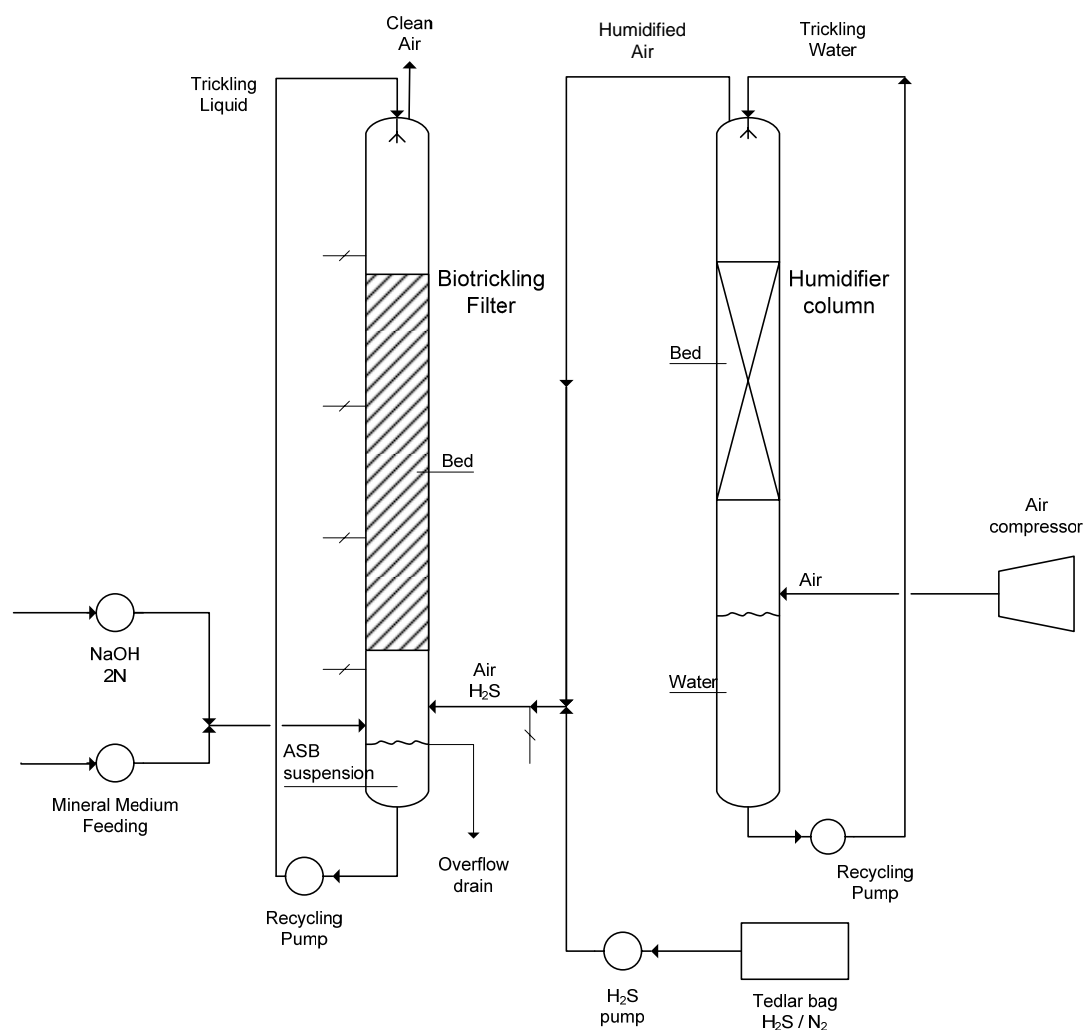 Clean
Air
Humidified
Air
Trickling
Water
Trickling
Liquid
Biotrickling
Filter
Humidifier
column
Bed
Bed
Air
compressor
Air
NaOH
2N
Air
H₂S
Water
ASB
suspension
Mineral Medium
Feeding
Overflow
drain
Recycling
Pump
Recycling
Pump
H₂S
pump
Tedlar bag
H₂S / N₂